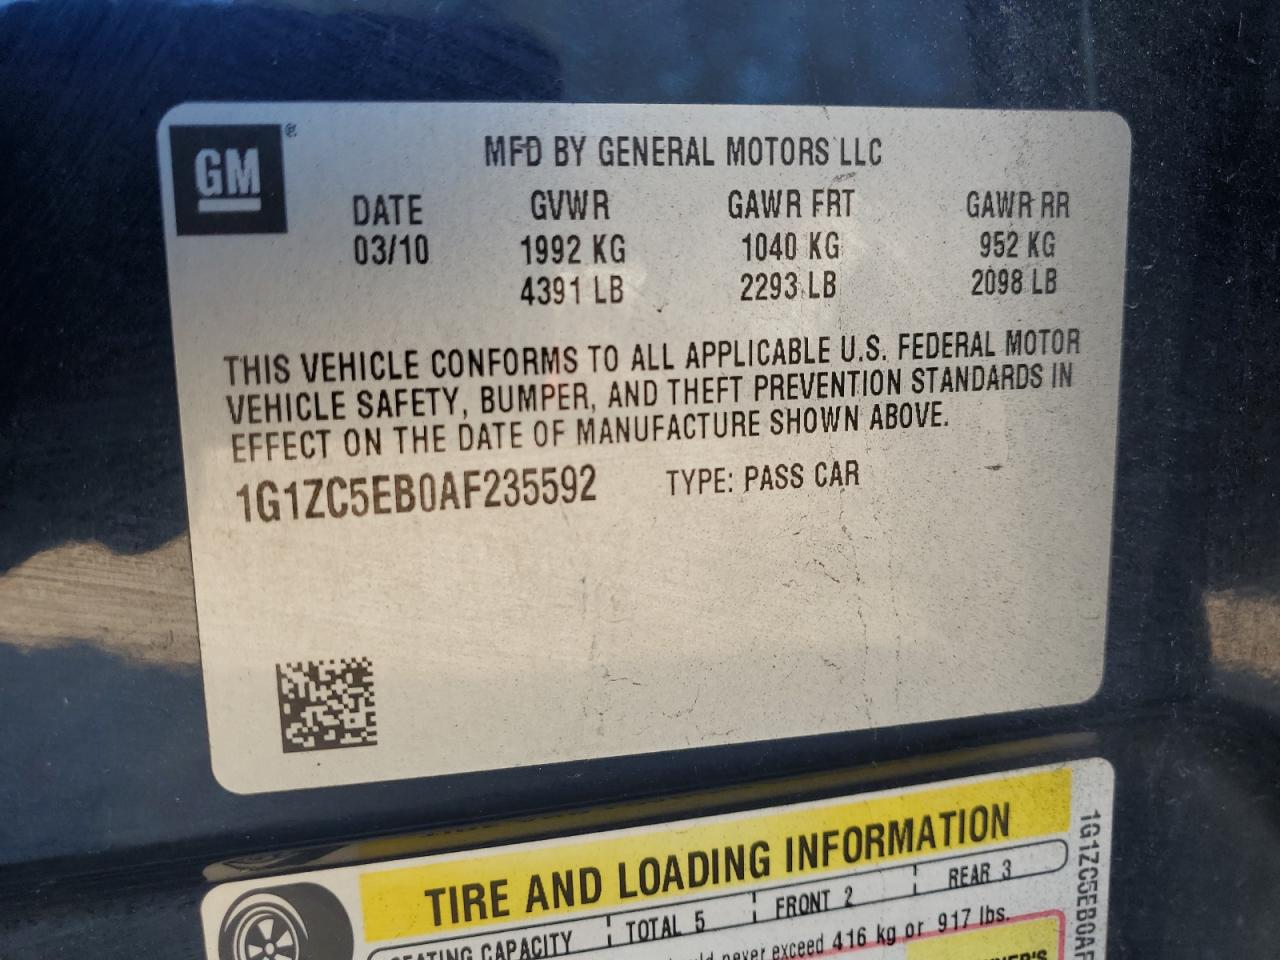 GM®
MFD BY GENERAL MOTORS LLC
DATE GVWR GAWR FRT GAWR RR
03/10 1992 KG 1040 KG 952 KG
4391 LB 2293 LB 2098 LB
THIS VEHICLE CONFORMS TO ALL APPLICABLE U.S. FEDERAL MOTOR
VEHICLE SAFETY, BUMPER, AND THEFT PREVENTION STANDARDS IN
EFFECT ON THE DATE OF MANUFACTURE SHOWN ABOVE.
1G1ZC5EB0AF235592 TYPE: PASS CAR
TIRE AND LOADING INFORMATION
SEATING CAPACITY TOTAL 5 FRONT 2 REAR 3
never exceed 416 kg or 917 lbs.
1G1ZC5EB0AF